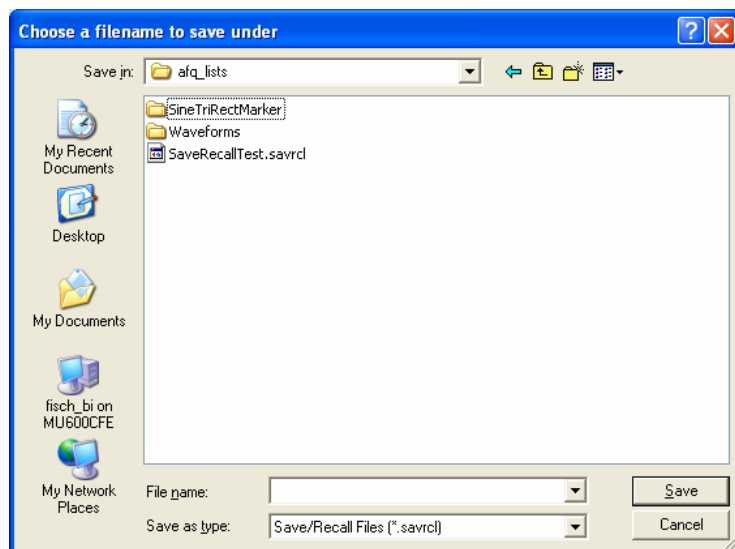 Choose a filename to save under
Save in:
afq_lists
My Recent
Documents
Desktop
My Documents
fisch_bi on
MU600CFE
My Network
Places
SineTriRectMarker
Waveforms
SaveRecallTest.savrcl
File name:
Save
Save as type:
Save/Recall Files (*.savrcl)
Cancel